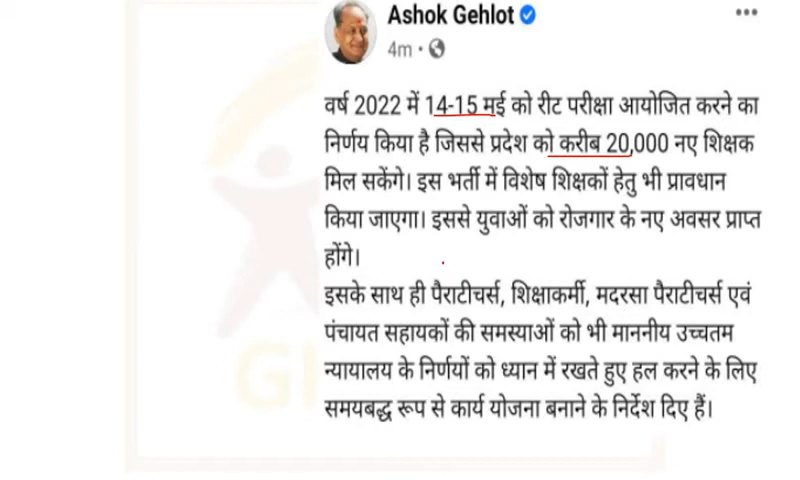 Ashok Gehlot
4m
वर्ष 2022 में 14-15 मई को रीट परीक्षा आयोजित करने का
निर्णय किया है जिससे प्रदेश को करीब 20,000 नए शिक्षक
मिल सकेंगे। इस भर्ती में विशेष शिक्षकों हेतु भी प्रावधान
किया जाएगा। इससे युवाओं को रोजगार के नए अवसर प्राप्त
होंगे।
इसके साथ ही पैराटीचर्स, शिक्षाकर्मी, मदरसा पैराटीचर्स एवं
पंचायत सहायकों की समस्याओं को भी माननीय उच्चतम
न्यायालय के निर्णयों को ध्यान में रखते हुए हल करने के लिए
समयबद्ध रूप से कार्य योजना बनाने के निर्देश दिए हैं।